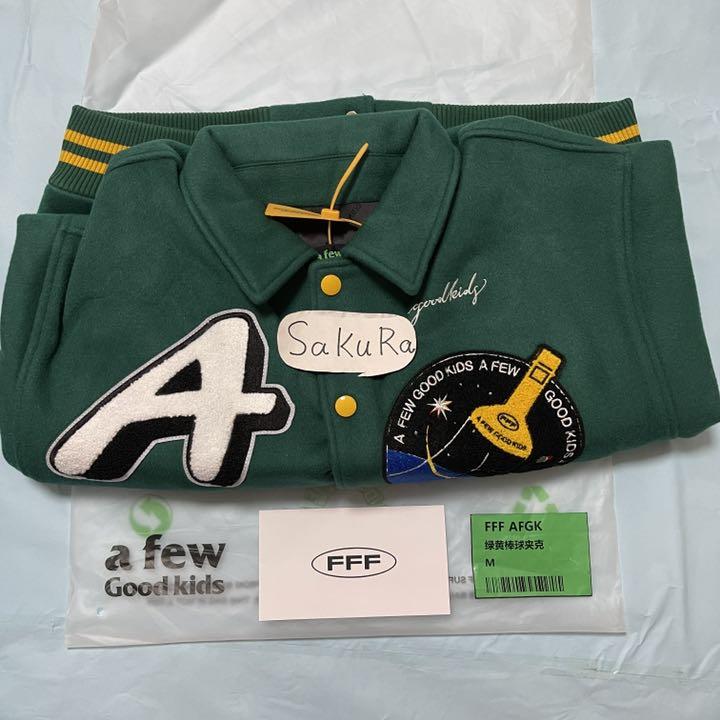 a few
goodkids
SaKuRa
A
A FEW GOOD KIDS A FEW GOOD KIDS
FFF
A FEW GOOD KIDS
a few
Good kids
FFF
FFF AFGK
绿黄棒球夹克
M